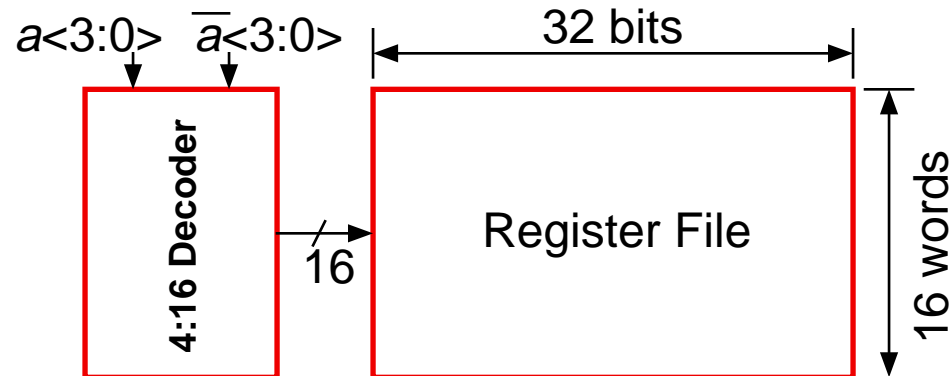 a<3:0> a̅<3:0>
32 bits
4:16 Decoder
16
Register File
16 words